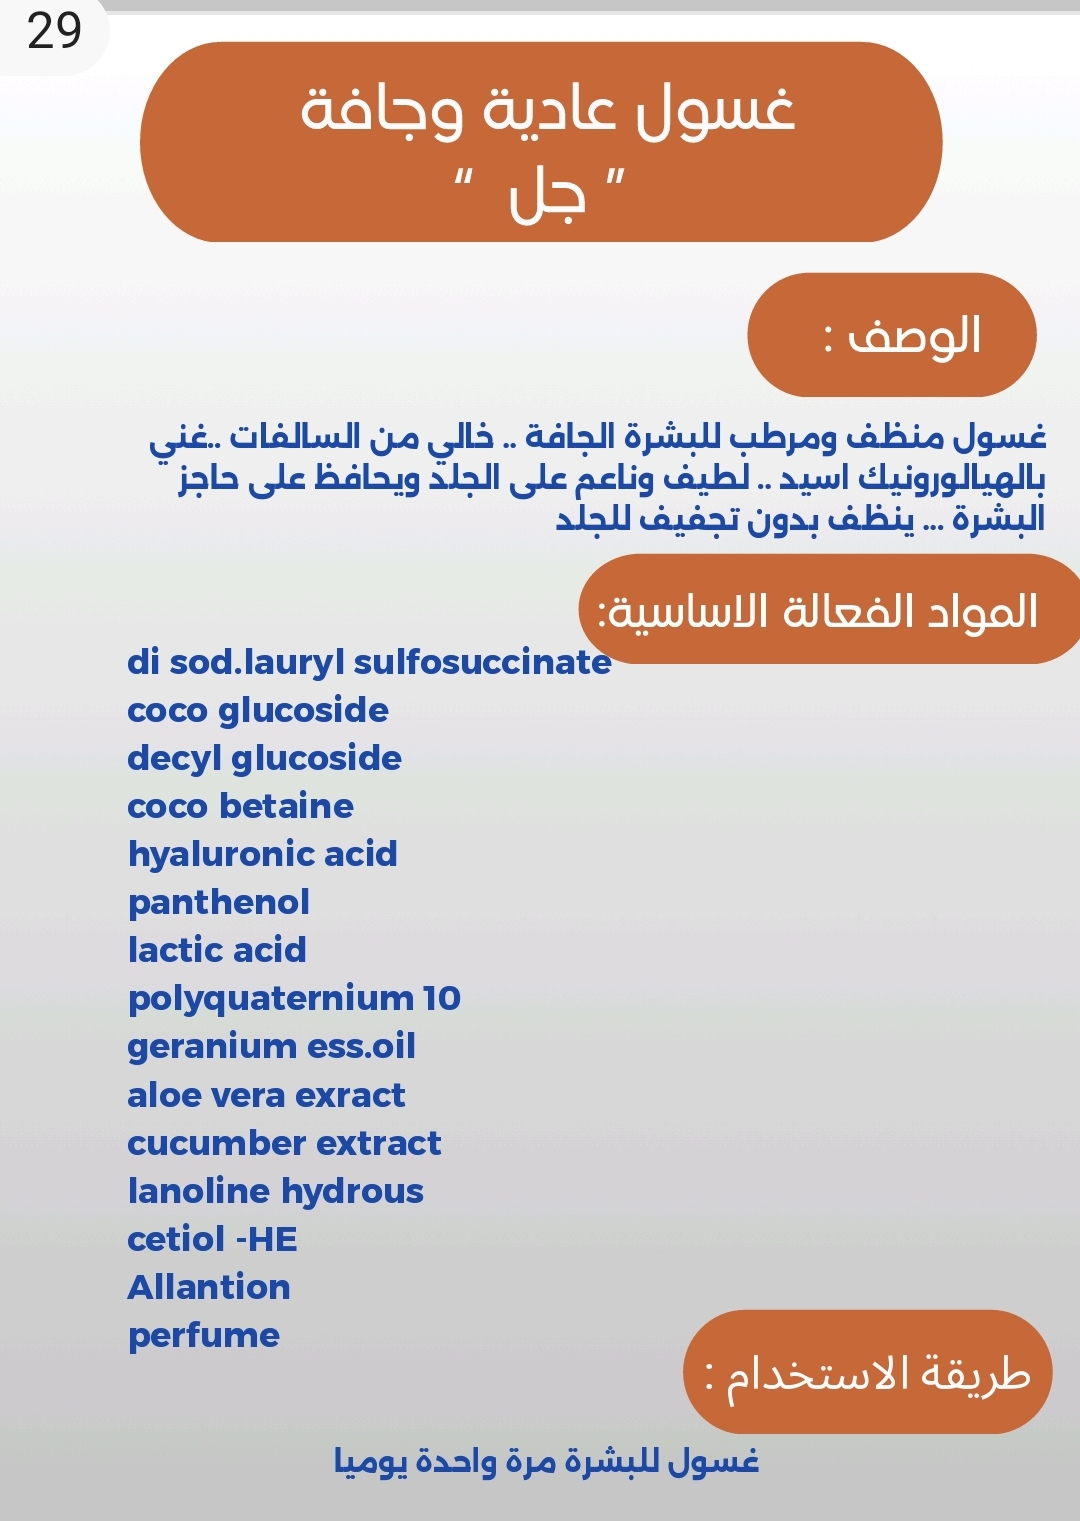 29
غسول عادية وجافة
” جل “
الوصف :
غسول منظف ومرطب للبشرة الجافة .. خالي من السالفات ..غني
بالهيالورونيك اسيد .. لطيف وناعم على الجلد ويحافظ على حاجز
البشرة ... ينظف بدون تجفيف للجلد
المواد الفعالة الاساسية:
di sod.lauryl sulfosuccinate
coco glucoside
decyl glucoside
coco betaine
hyaluronic acid
panthenol
lactic acid
polyquaternium 10
geranium ess.oil
aloe vera exract
cucumber extract
lanoline hydrous
cetiol -HE
Allantion
perfume
طريقة الاستخدام :
غسول للبشرة مرة واحدة يوميا